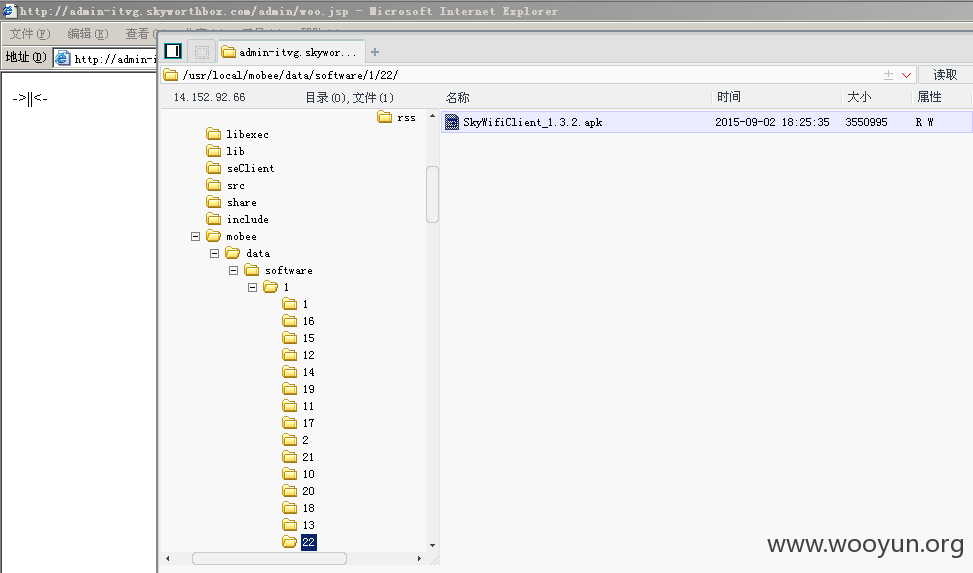 http://admin-itvg.skyworthbox.com/admin/woo.jsp - Microsoft Internet Explorer
文件(F) 编辑(E) 查看
地址(D) http://admin-i
->||<-
admin-itvg.skywor...
/usr/local/mobee/data/software/1/22/ 读取
14.152.92.66 目录(0),文件(1) 名称 时间 大小 属性
rss
SkyWifiClient_1.3.2.apk 2015-09-02 18:25:35 3550995 R W
libexec
lib
seClient
src
share
include
mobee
data
software
1
1
16
15
12
14
19
11
17
2
21
10
20
18
13
22
www.wooyun.org